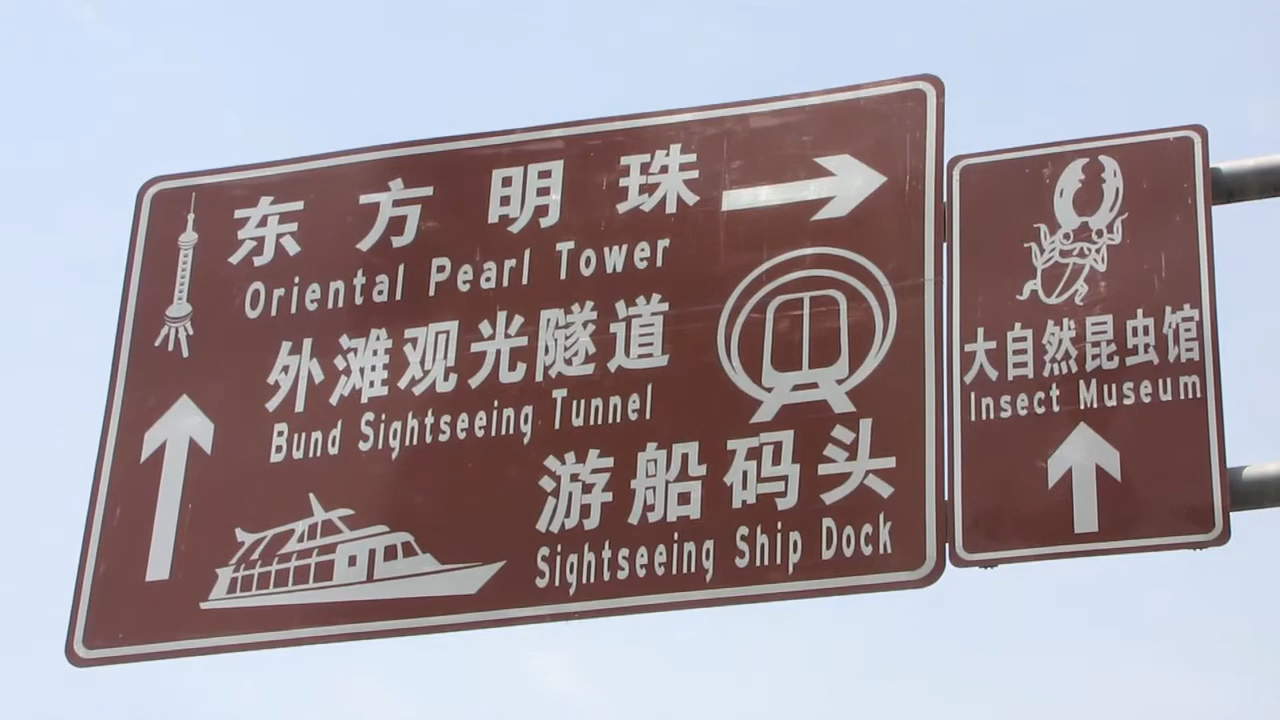 东方明珠
Oriental Pearl Tower
外滩观光隧道
Bund Sightseeing Tunnel
游船码头
Sightseeing Ship Dock
大自然昆虫馆
Insect Museum